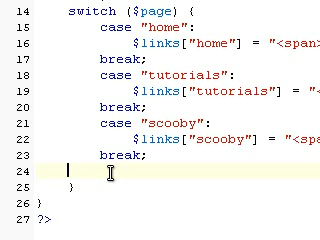 14 switch ($page) {
15 case "home":
16 $links["home"] = "<span>
17 break;
18 case "tutorials":
19 $links["tutorials"] = "<
20 break;
21 case "scooby":
22 $links["scooby"] = "<spa
23 break;
24
25 }
26 }
27 ?>